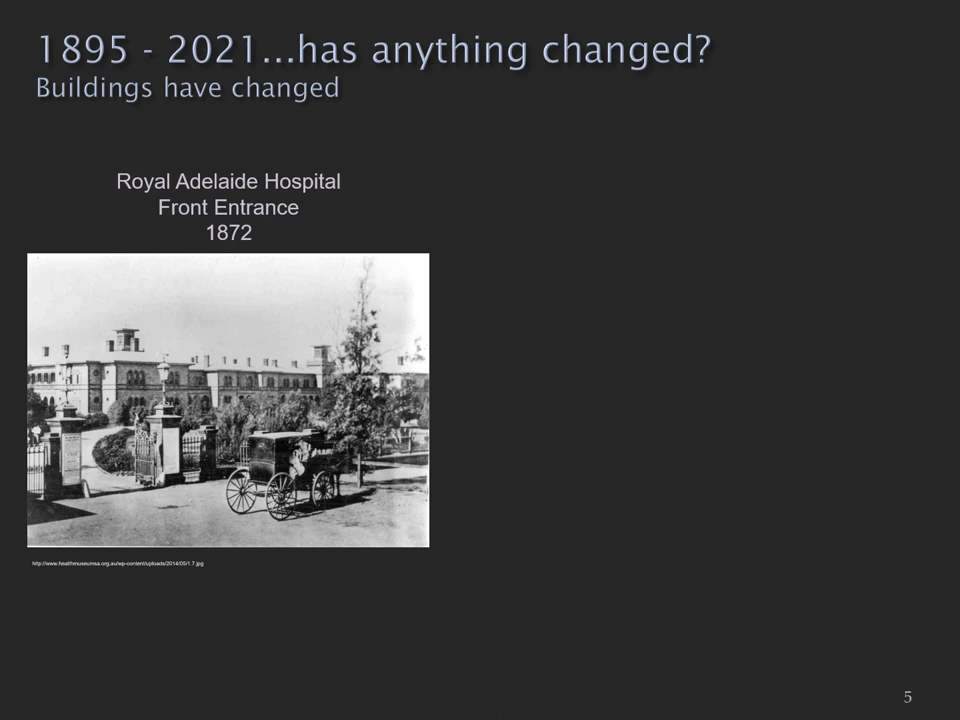 1895 - 2021...has anything changed?
Buildings have changed
Royal Adelaide Hospital
Front Entrance
1872
http://www.healthmuseumsa.org.au/wp-content/uploads/2014/05/1.7.jpg
5